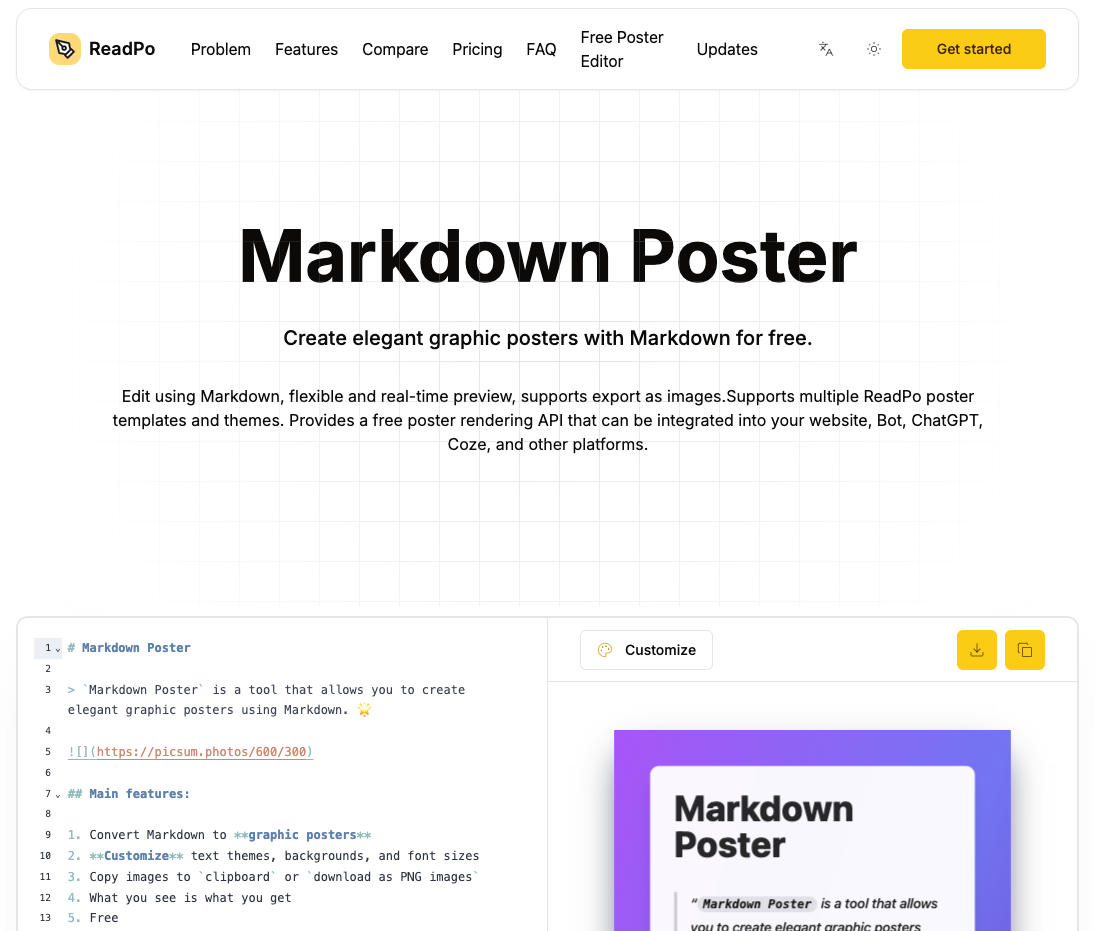 ReadPo
Problem
Features
Compare
Pricing
FAQ
Free Poster
Editor
Updates
Get started
Markdown Poster
Create elegant graphic posters with Markdown for free.
Edit using Markdown, flexible and real-time preview, supports export as images.Supports multiple ReadPo poster
templates and themes. Provides a free poster rendering API that can be integrated into your website, Bot, ChatGPT,
Coze, and other platforms.
1 # Markdown Poster
2
3 > `Markdown Poster` is a tool that allows you to create
elegant graphic posters using Markdown. 🌟
4
5 ![](https://picsum.photos/600/300)
6
7 ## Main features:
8
9 1. Convert Markdown to **graphic posters**
10 2. **Customize** text themes, backgrounds, and font sizes
11 3. Copy images to `clipboard` or `download as PNG images`
12 4. What you see is what you get
13 5. Free
Customize
Markdown
Poster
“ Markdown Poster is a tool that allows
you to create elegant graphic posters